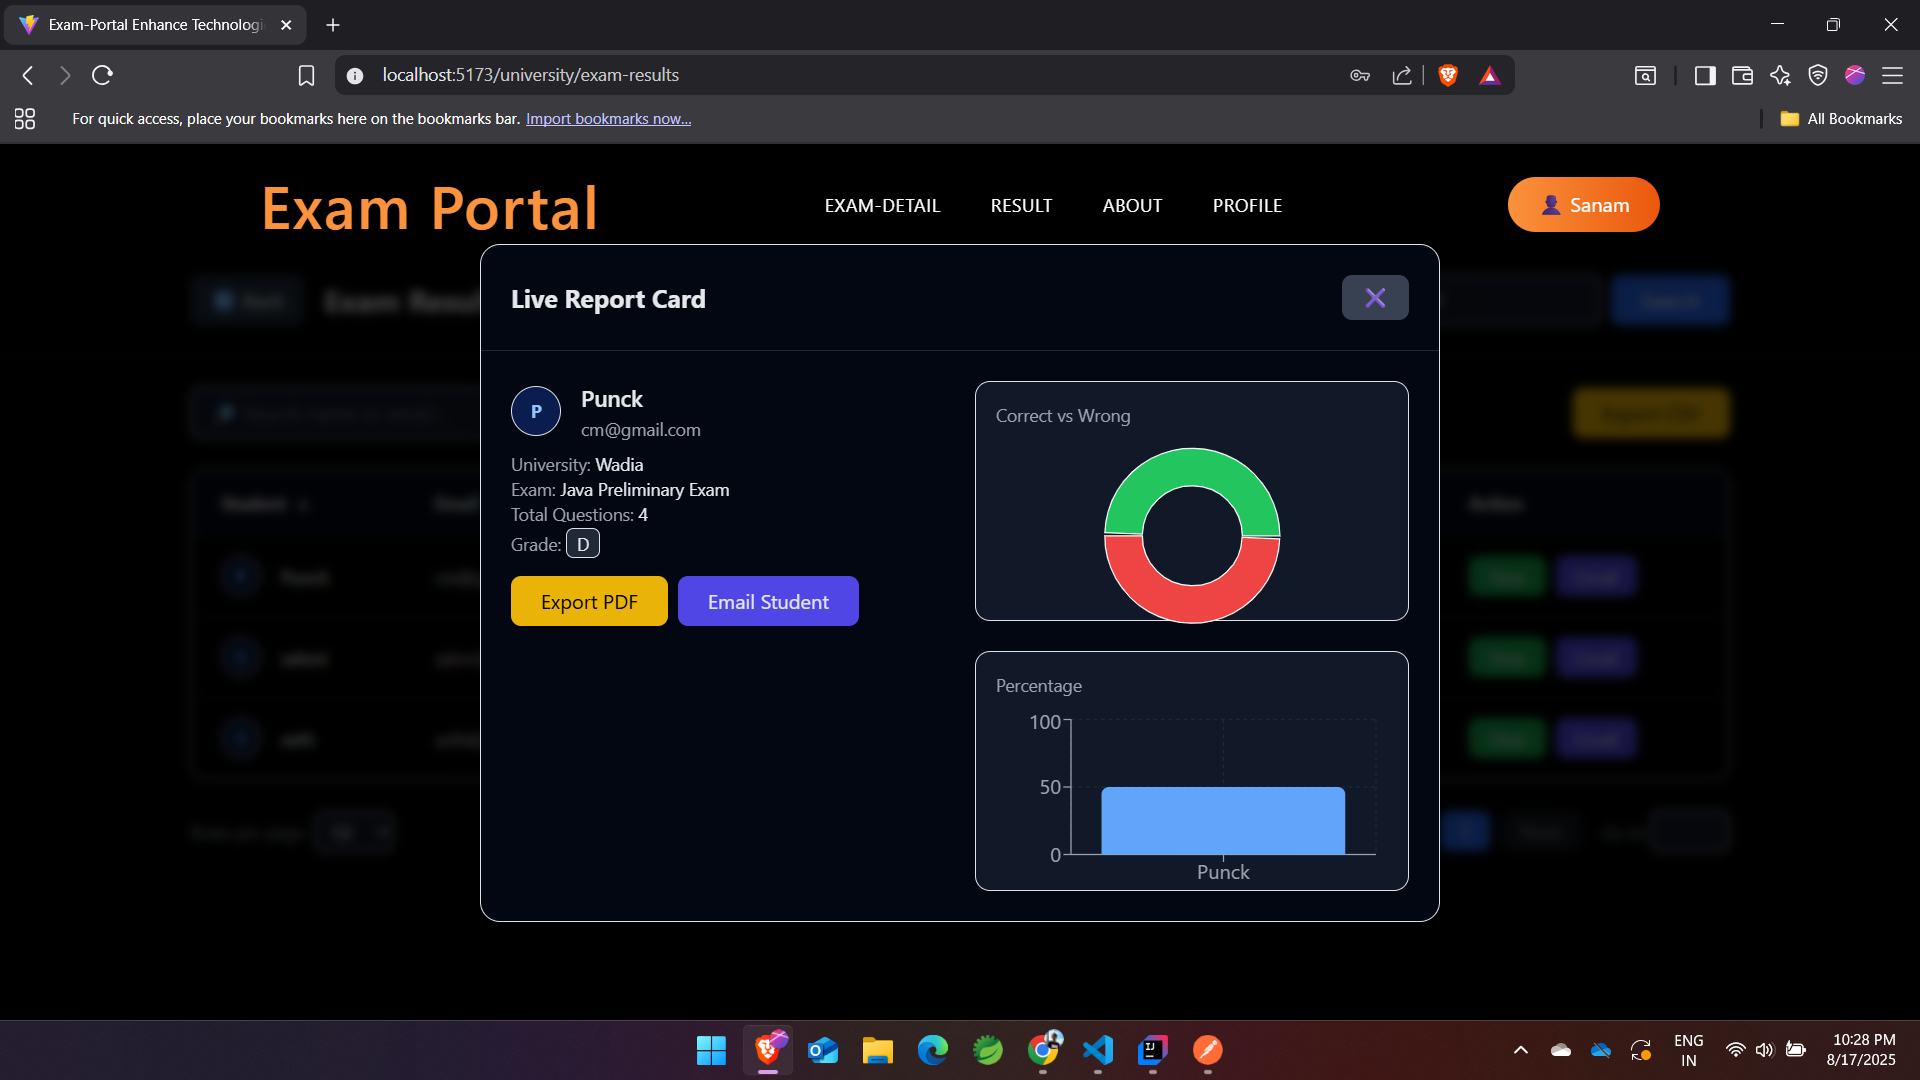 Exam-Portal Enhance Technologi
localhost:5173/university/exam-results
For quick access, place your bookmarks here on the bookmarks bar. Import bookmarks now...
All Bookmarks
Exam Portal
EXAM-DETAIL
RESULT
ABOUT
PROFILE
Sanam
Live Report Card
P
Punck
cm@gmail.com
University: Wadia
Exam: Java Preliminary Exam
Total Questions: 4
Grade: D
Export PDF
Email Student
Correct vs Wrong
Percentage
100
50
0
Punck
ENG
IN
10:28 PM
8/17/2025